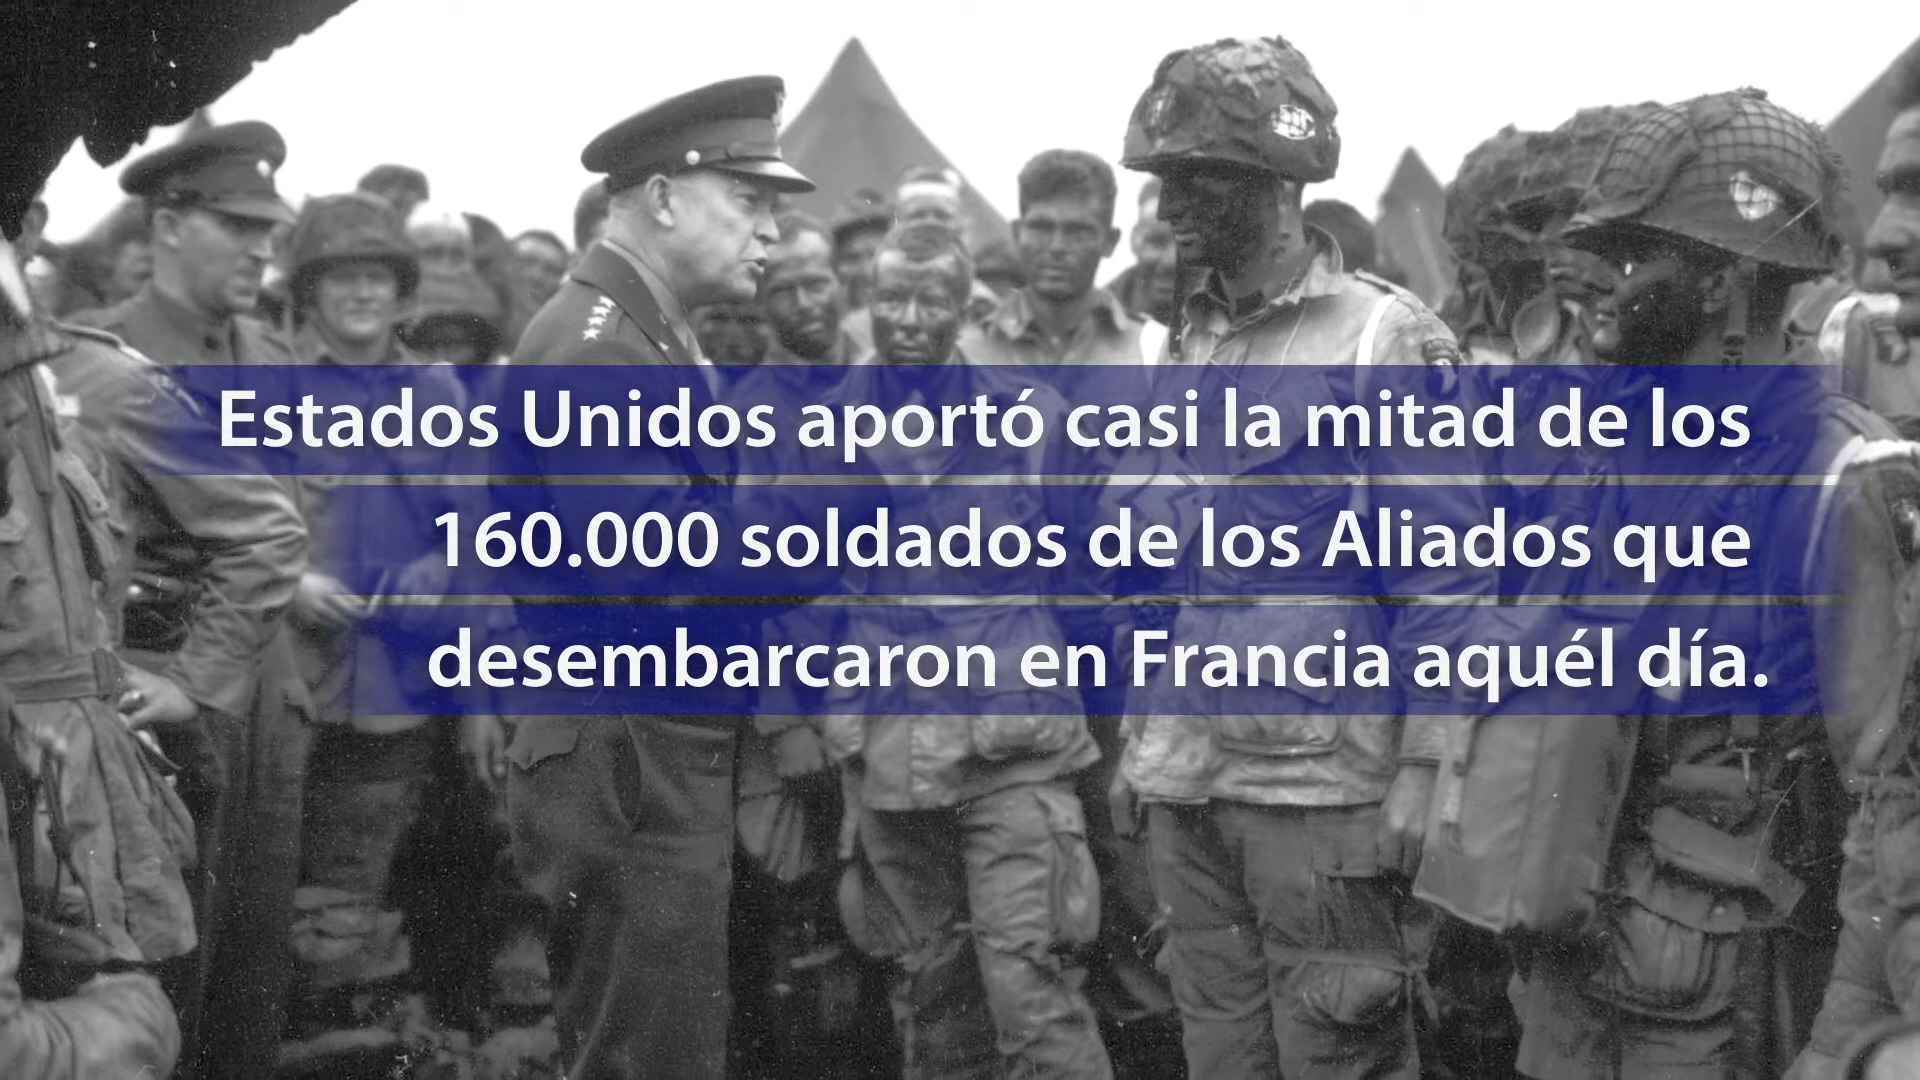 Estados Unidos aportó casi la mitad de los
160.000 soldados de los Aliados que
desembarcaron en Francia aquél día.